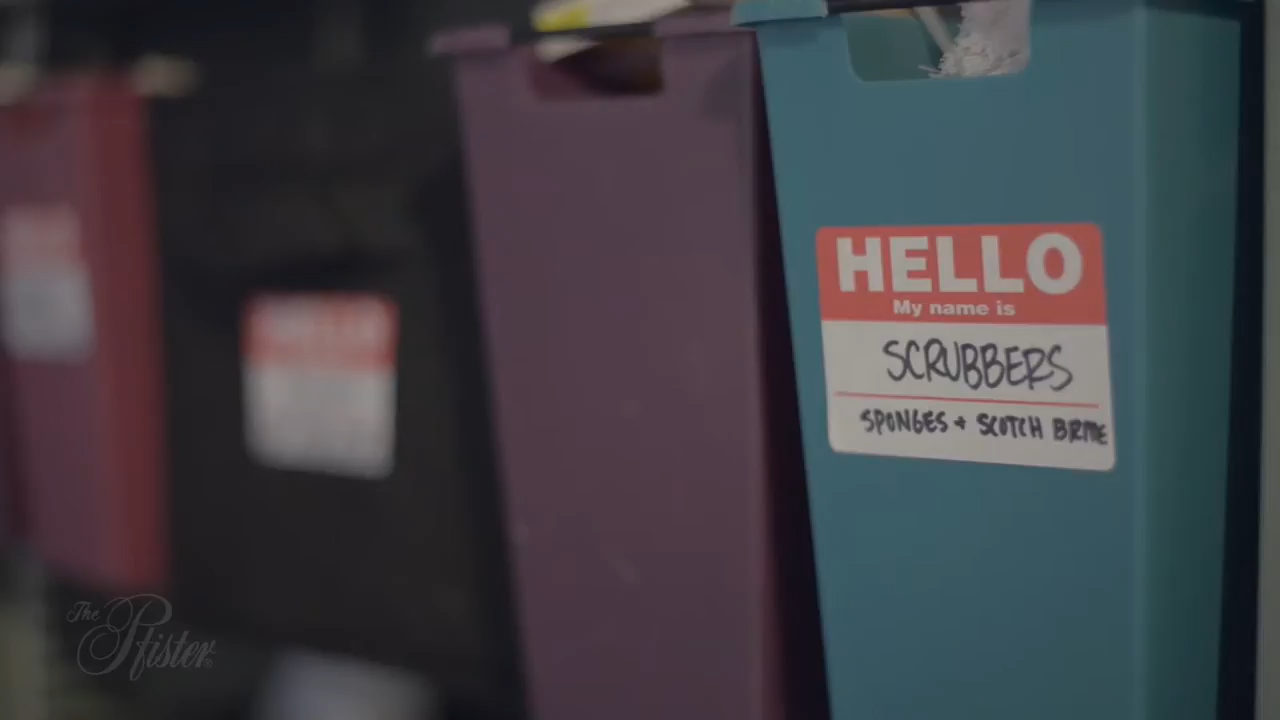 HELLO
My name is
SCRUBBERS
SPONGES + SCOTCH BRITE
The Pfister®